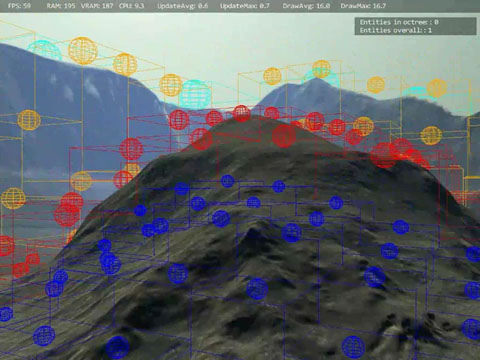 FPS: 59 RAM: 195 VRAM: 187 CPU: 9.3 UpdateAvg: 0.6 UpdateMax: 0.7 DrawAvg: 16.0 DrawMax: 16.7
Entities in octree: : 0
Entities overall: : 1